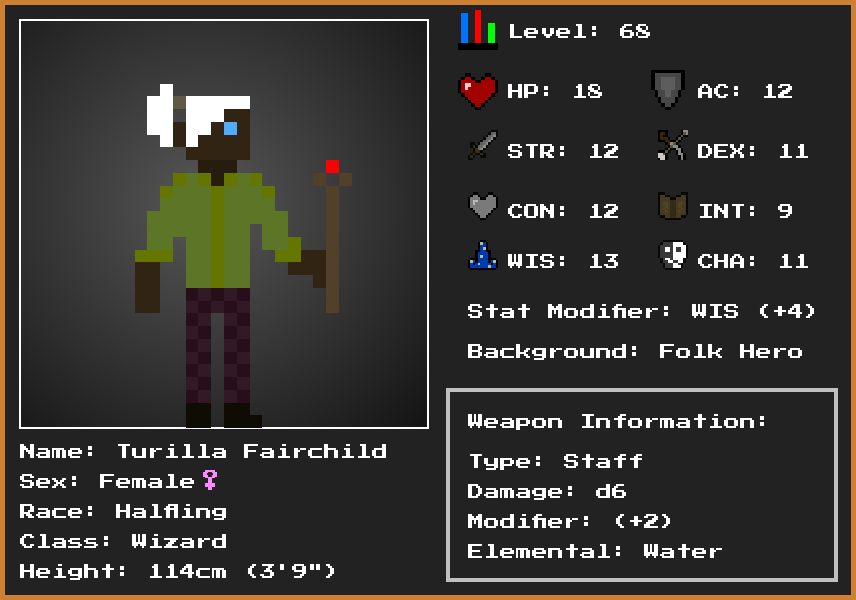 Level: 68
HP: 18
AC: 12
STR: 12
DEX: 11
CON: 12
INT: 9
WIS: 13
CHA: 11
Stat Modifier: WIS (+4)
Background: Folk Hero
Weapon Information:
Type: Staff
Damage: d6
Modifier: (+2)
Elemental: Water
Name: Turilla Fairchild
Sex: Female♀
Race: Halfling
Class: Wizard
Height: 114cm (3'9")